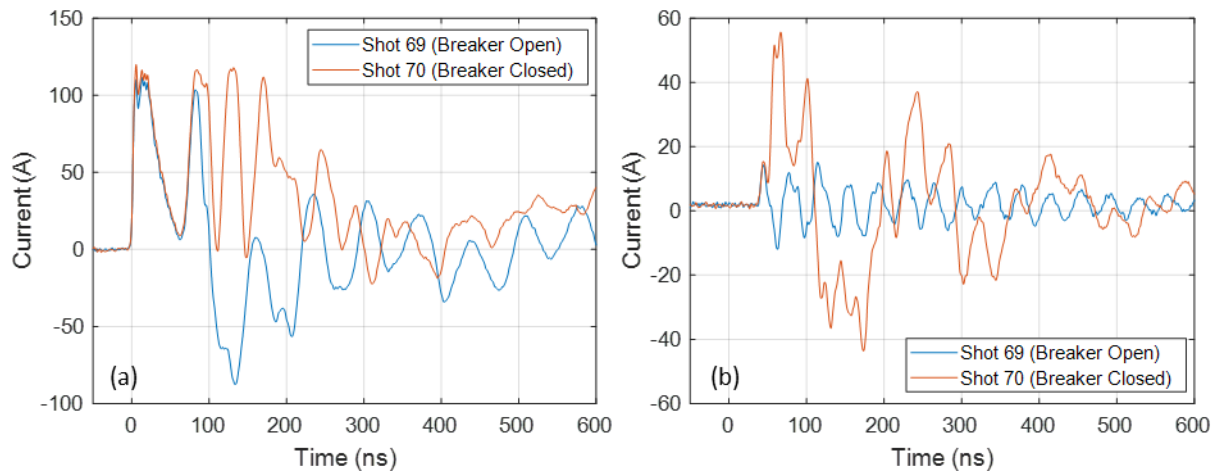 150
100
50
0
-50
-100
Current (A)
0 100 200 300 400 500 600
Time (ns)
Shot 69 (Breaker Open)
Shot 70 (Breaker Closed)
(a)
60
40
20
0
-20
-40
-60
Current (A)
0 100 200 300 400 500 600
Time (ns)
Shot 69 (Breaker Open)
Shot 70 (Breaker Closed)
(b)